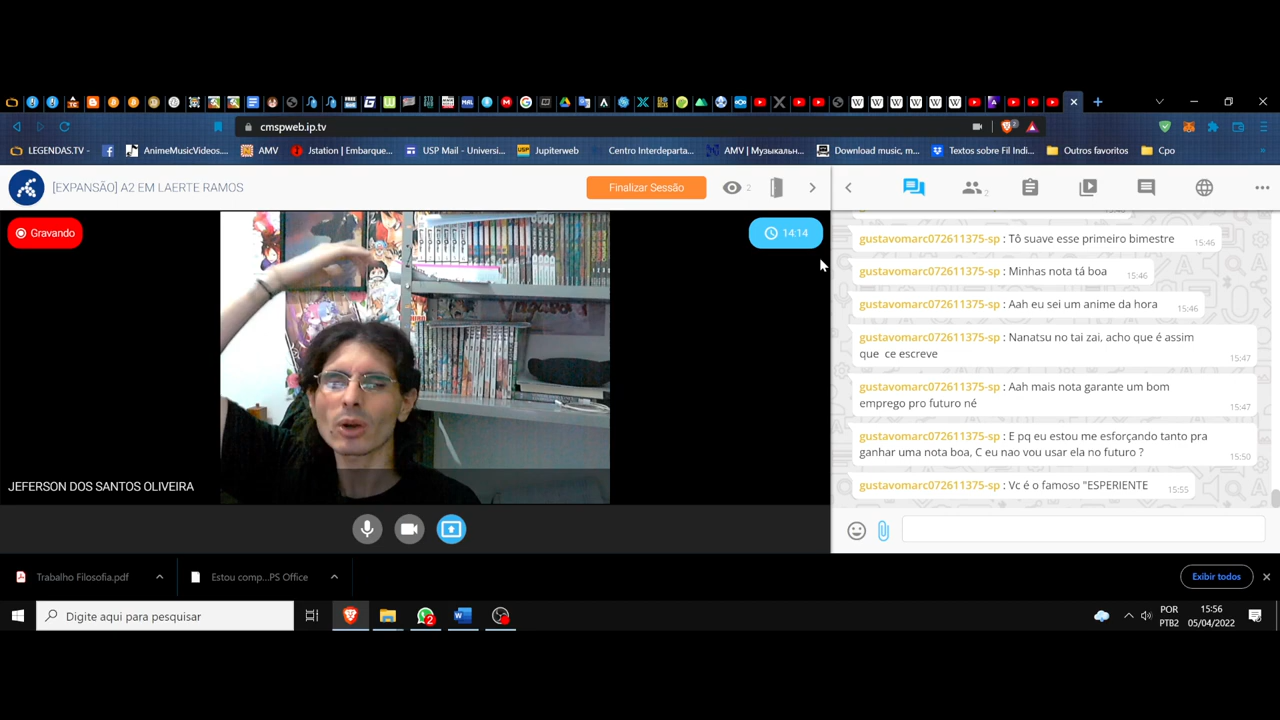 cmspweb.ip.tv
2
LEGENDAS.TV -
AnimeMusicVideos...
AMV
Jstation | Embarque...
USP Mail - Universi...
Jupiterweb
Centro Interdeparta...
AMV | Музыкальн...
Download music, m...
Textos sobre Fil Indi...
Outros favoritos
Cpo
[EXPANSÃO] A2 EM LAERTE RAMOS
Finalizar Sessão
2
2
Gravando
14:14
JEFERSON DOS SANTOS OLIVEIRA
gustavomarc072611375-sp : Tô suave esse primeiro bimestre
15:46
gustavomarc072611375-sp : Minhas nota tá boa
15:46
gustavomarc072611375-sp : Aah eu sei um anime da hora
15:46
gustavomarc072611375-sp : Nanatsu no tai zai, acho que é assim
que ce escreve
15:47
gustavomarc072611375-sp : Aah mais nota garante um bom
emprego pro futuro né
15:47
gustavomarc072611375-sp : E pq eu estou me esforçando tanto pra
ganhar uma nota boa, C eu nao vou usar ela no futuro ?
15:50
gustavomarc072611375-sp : Vc é o famoso "ESPERIENTE
15:55
Trabalho Filosofia.pdf
Estou comp...PS Office
Exibir todos
Digite aqui para pesquisar
2
POR
PTB2
15:56
05/04/2022